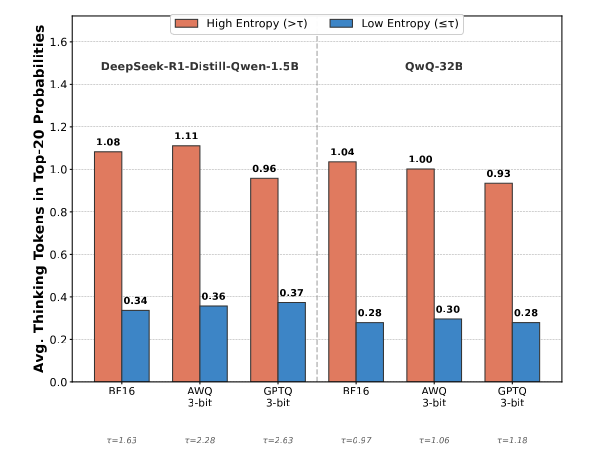 High Entropy (>τ) Low Entropy (≤τ)
Avg. Thinking Tokens in Top-20 Probabilities
DeepSeek-R1-Distill-Qwen-1.5B QwQ-32B
1.6
1.4
1.2
1.0
0.8
0.6
0.4
0.2
0.0
1.08 1.11 0.96 1.04 1.00 0.93
0.34 0.36 0.37 0.28 0.30 0.28
BF16 AWQ GPTQ BF16 AWQ GPTQ
3-bit 3-bit 3-bit 3-bit
τ=1.63 τ=2.28 τ=2.63 τ=0.97 τ=1.06 τ=1.18